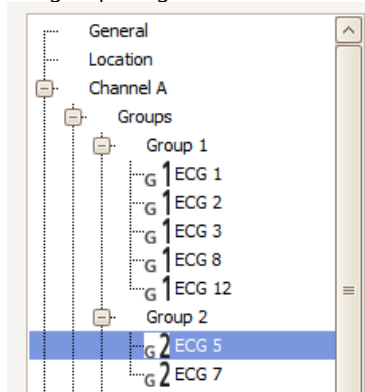 General
Location
Channel A
Groups
Group 1
G 1 ECG 1
G 1 ECG 2
G 1 ECG 3
G 1 ECG 8
G 1 ECG 12
Group 2
G 2 ECG 5
G 2 ECG 7